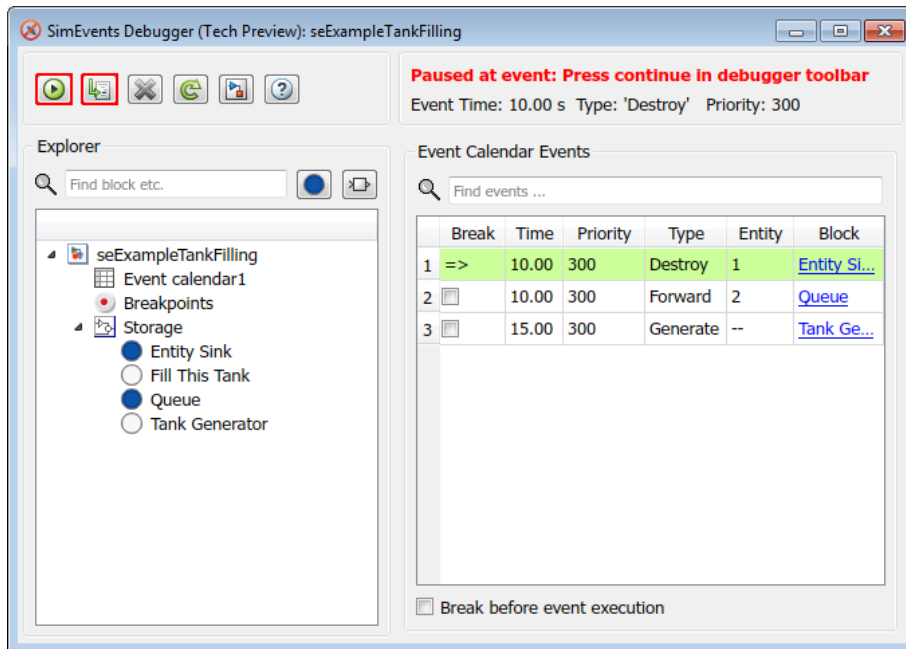 SimEvents Debugger (Tech Preview): seExampleTankFilling
Paused at event: Press continue in debugger toolbar
Event Time: 10.00 s Type: 'Destroy' Priority: 300
Explorer
Find block etc.
seExampleTankFilling
Event calendar1
Breakpoints
Storage
Entity Sink
Fill This Tank
Queue
Tank Generator
Event Calendar Events
Find events ...
Break Time Priority Type Entity Block
1 => 10.00 300 Destroy 1 Entity Si...
2 10.00 300 Forward 2 Queue
3 15.00 300 Generate -- Tank Ge...
Break before event execution